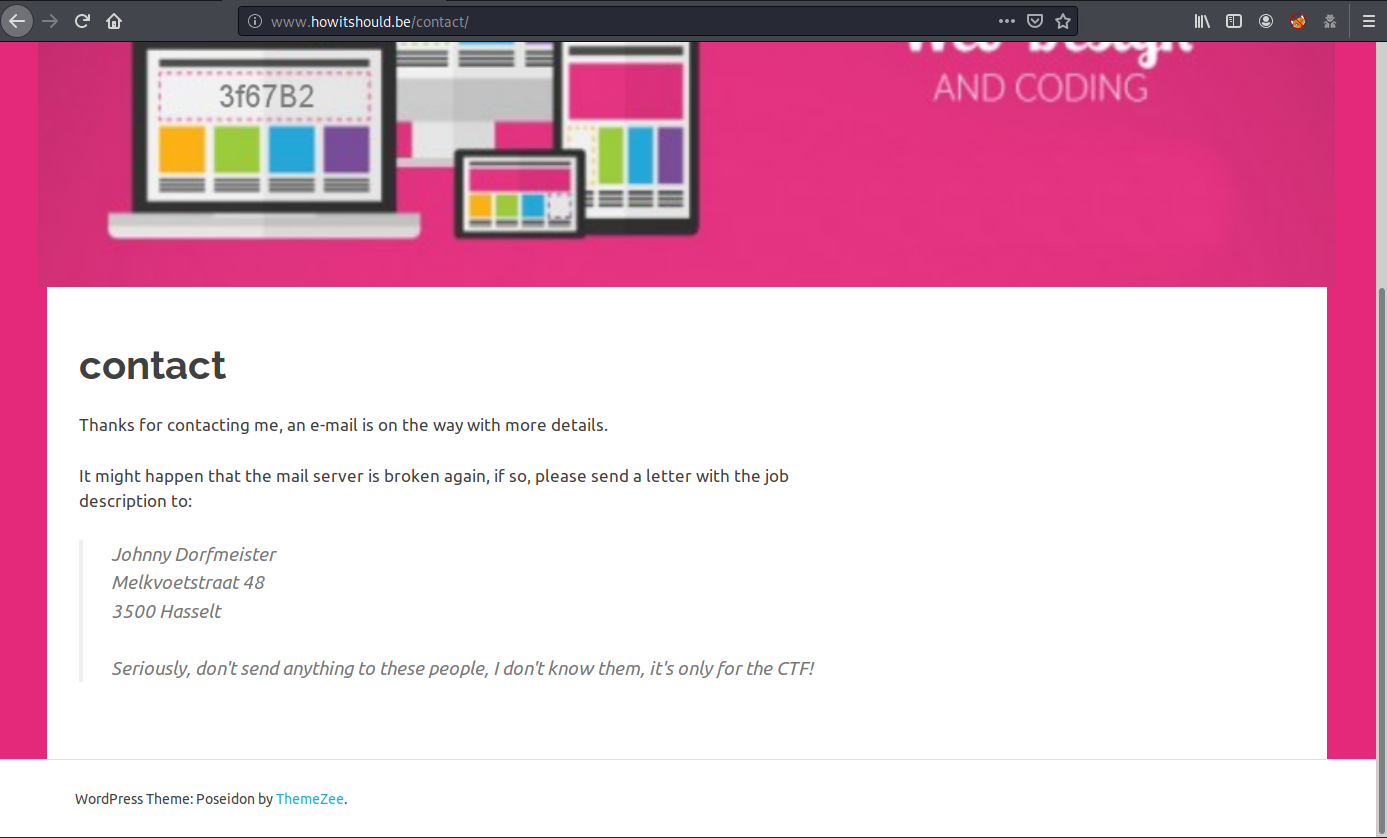 www.howitshould.be/contact/
Web Design
AND CODING
3f67B2
contact
Thanks for contacting me, an e-mail is on the way with more details.
It might happen that the mail server is broken again, if so, please send a letter with the job
description to:
Johnny Dorfmeister
Melkvoetstraat 48
3500 Hasselt
Seriously, don't send anything to these people, I don't know them, it's only for the CTF!
WordPress Theme: Poseidon by ThemeZee.